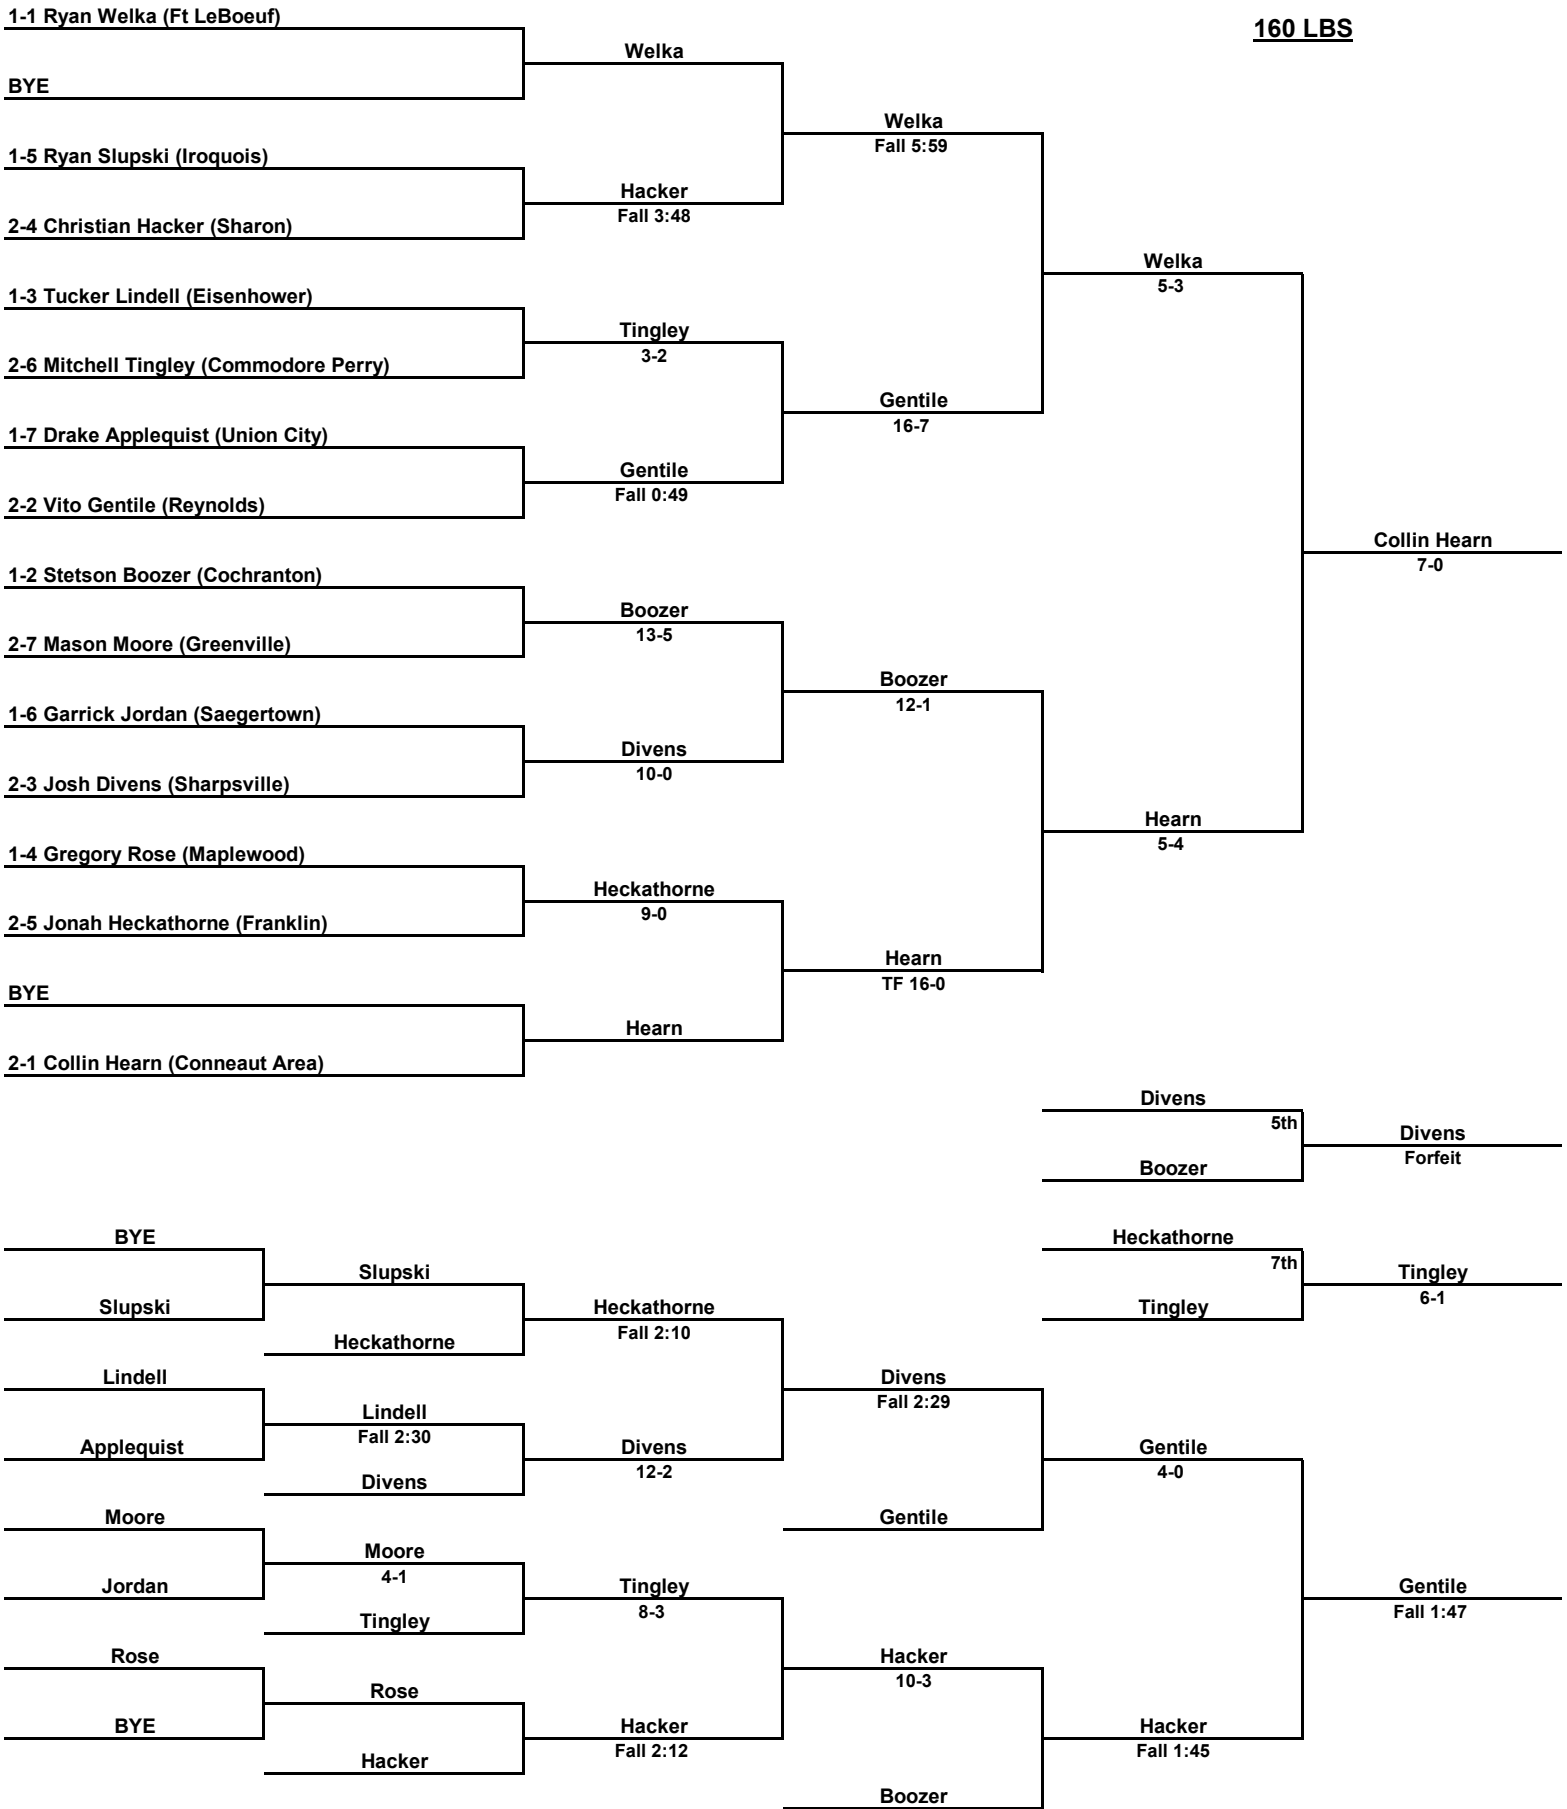 1-1 Ryan Welka (Ft LeBoeuf)
160 LBS
Welka
BYE
Welka
Fall 5:59
1-5 Ryan Slupski (Iroquois)
Hacker
Fall 3:48
2-4 Christian Hacker (Sharon)
Welka
5-3
1-3 Tucker Lindell (Eisenhower)
Tingley
3-2
2-6 Mitchell Tingley (Commodore Perry)
Gentile
16-7
1-7 Drake Applequist (Union City)
Gentile
Fall 0:49
2-2 Vito Gentile (Reynolds)
Collin Hearn
7-0
1-2 Stetson Boozer (Cochranton)
Boozer
13-5
2-7 Mason Moore (Greenville)
Boozer
12-1
1-6 Garrick Jordan (Saegertown)
Divens
10-0
2-3 Josh Divens (Sharpsville)
Hearn
5-4
1-4 Gregory Rose (Maplewood)
Heckathorne
9-0
2-5 Jonah Heckathorne (Franklin)
Hearn
TF 16-0
BYE
Hearn
2-1 Collin Hearn (Conneaut Area)
Divens
5th
Divens
Forfeit
Boozer
BYE
Heckathorne
7th
Slupski
Tingley
6-1
Slupski
Heckathorne
Fall 2:10
Tingley
Heckathorne
Lindell
Divens
Fall 2:29
Lindell
Fall 2:30
Applequist
Divens
12-2
Gentile
4-0
Divens
Moore
Gentile
Moore
4-1
Jordan
Tingley
8-3
Gentile
Fall 1:47
Tingley
Rose
Hacker
10-3
Rose
BYE
Hacker
Fall 2:12
Hacker
Fall 1:45
Hacker
Boozer